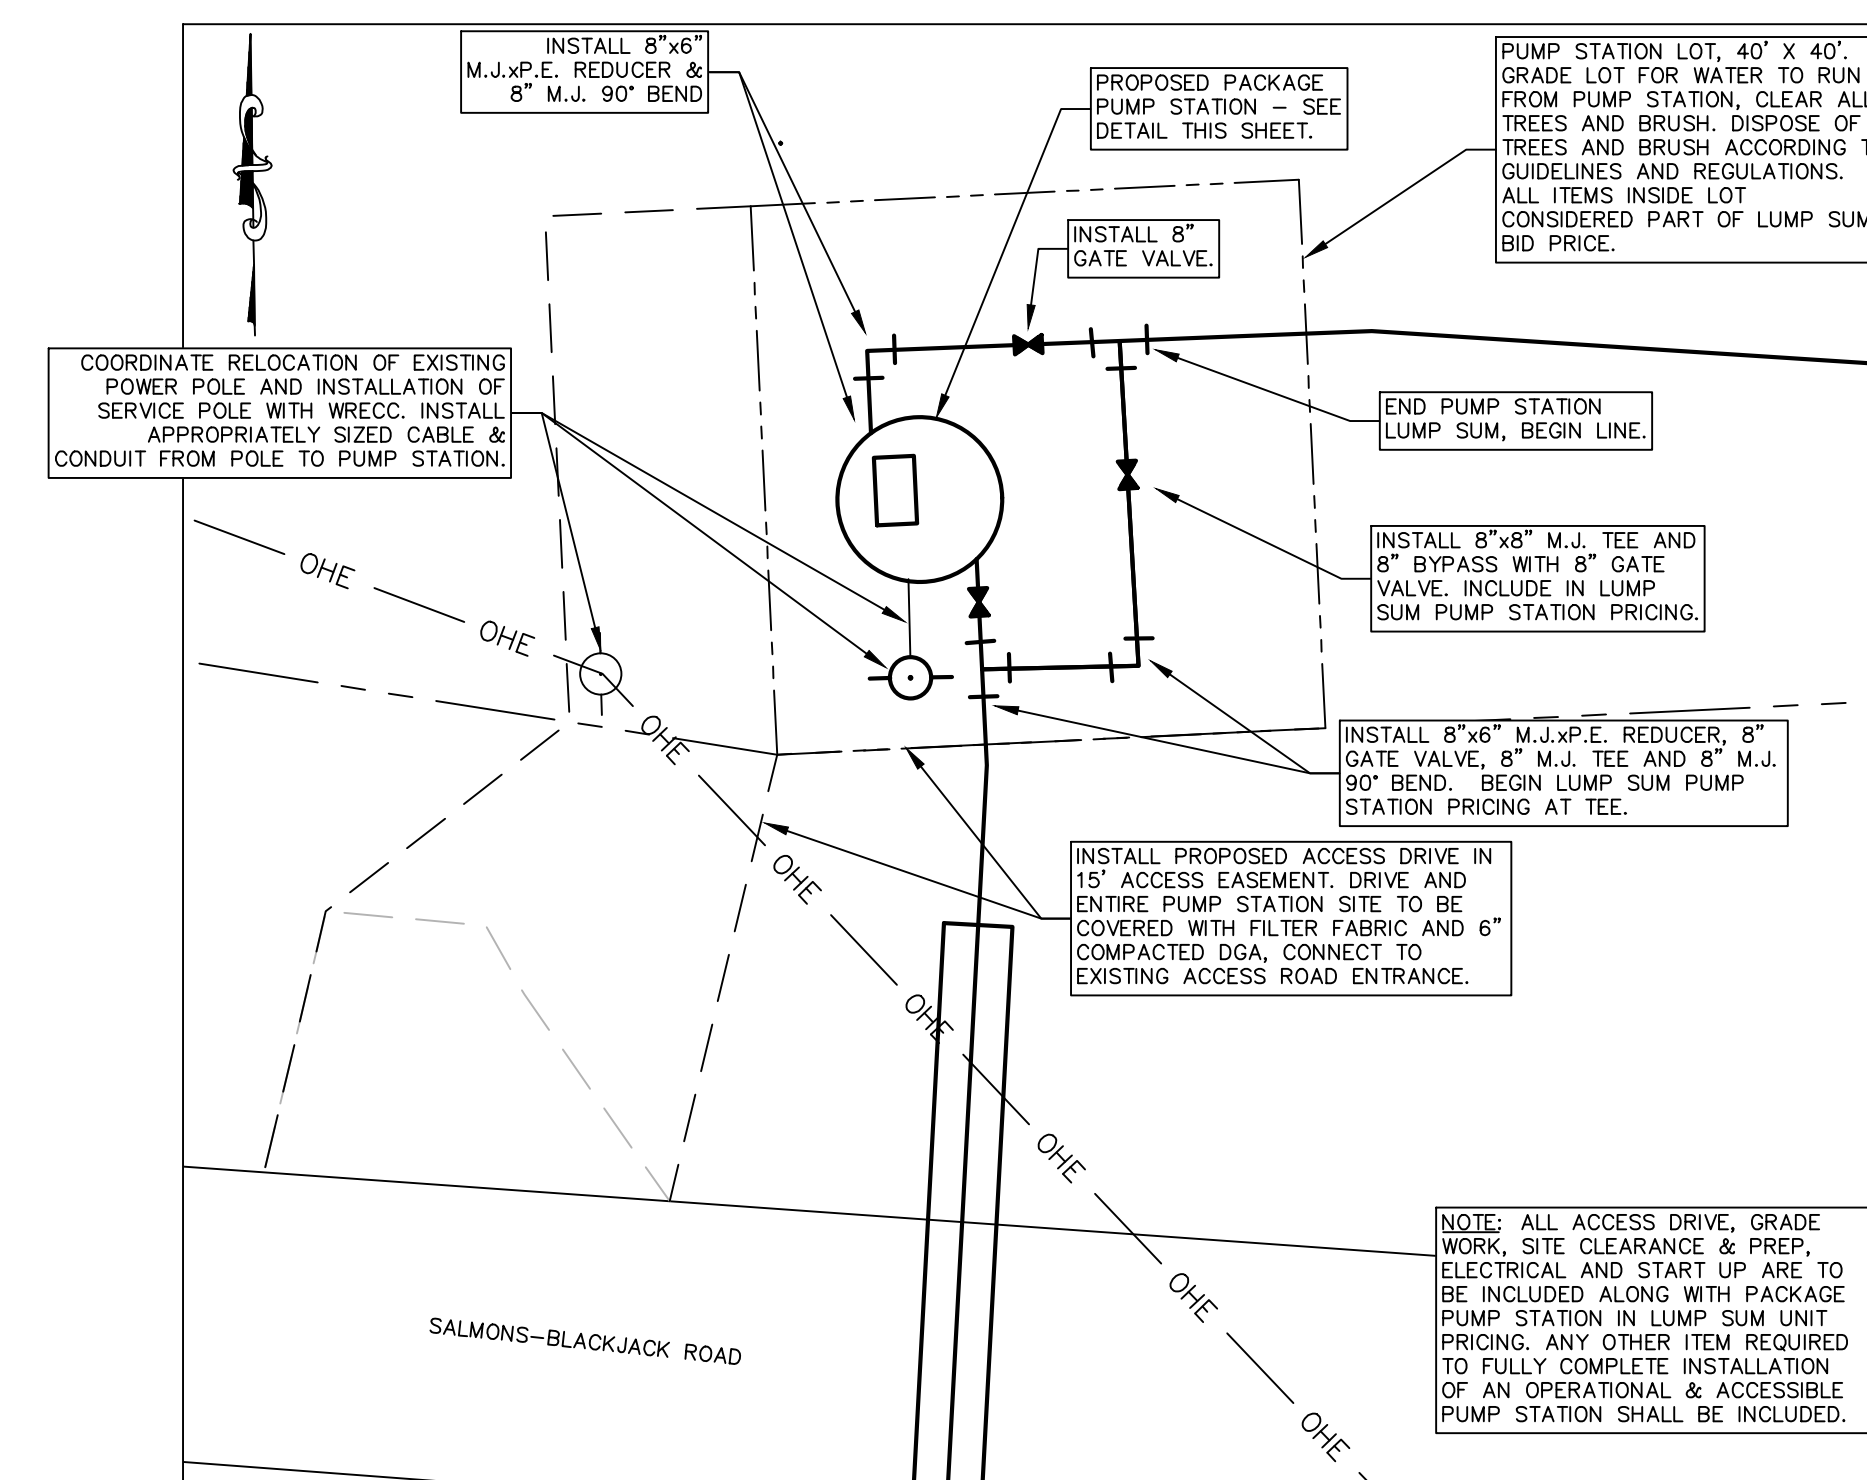 INSTALL 8”x6”
M.J.xP.E. REDUCER &
8” M.J. 90° BEND
PROPOSED PACKAGE
PUMP STATION – SEE
DETAIL THIS SHEET.
PUMP STATION LOT, 40’ X 40’.
GRADE LOT FOR WATER TO RUN
FROM PUMP STATION, CLEAR ALL
TREES AND BRUSH. DISPOSE OF
TREES AND BRUSH ACCORDING
GUIDELINES AND REGULATIONS.
ALL ITEMS INSIDE LOT
CONSIDERED PART OF LUMP SUM
BID PRICE.
INSTALL 8”
GATE VALVE.
COORDINATE RELOCATION OF EXISTING
POWER POLE AND INSTALLATION OF
SERVICE POLE WITH WRECC. INSTALL
APPROPRIATELY SIZED CABLE &
CONDUIT FROM POLE TO PUMP STATION.
END PUMP STATION
LUMP SUM, BEGIN LINE.
INSTALL 8”x8” M.J. TEE AND
8” BYPASS WITH 8” GATE
VALVE. INCLUDE IN LUMP
SUM PUMP STATION PRICING.
OHE
OHE
OHE
INSTALL 8”x6” M.J.xP.E. REDUCER, 8”
GATE VALVE, 8” M.J. TEE AND 8” M.J.
90° BEND. BEGIN LUMP SUM PUMP
STATION PRICING AT TEE.
OHE
INSTALL PROPOSED ACCESS DRIVE IN
15’ ACCESS EASEMENT. DRIVE AND
ENTIRE PUMP STATION SITE TO BE
COVERED WITH FILTER FABRIC AND 6”
COMPACTED DGA, CONNECT TO
EXISTING ACCESS ROAD ENTRANCE.
OHE
OHE
OHE
NOTE: ALL ACCESS DRIVE, GRADE
WORK, SITE CLEARANCE & PREP,
ELECTRICAL AND START UP ARE TO
BE INCLUDED ALONG WITH PACKAGE
PUMP STATION IN LUMP SUM UNIT
PRICING. ANY OTHER ITEM REQUIRED
TO FULLY COMPLETE INSTALLATION
OF AN OPERATIONAL & ACCESSIBLE
PUMP STATION SHALL BE INCLUDED.
SALMONS–BLACKJACK ROAD
OHE